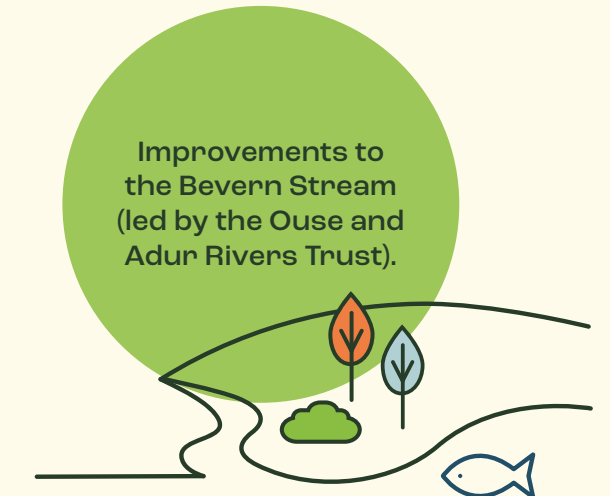 Improvements to
the Bevern Stream
(led by the Ouse and
Adur Rivers Trust).